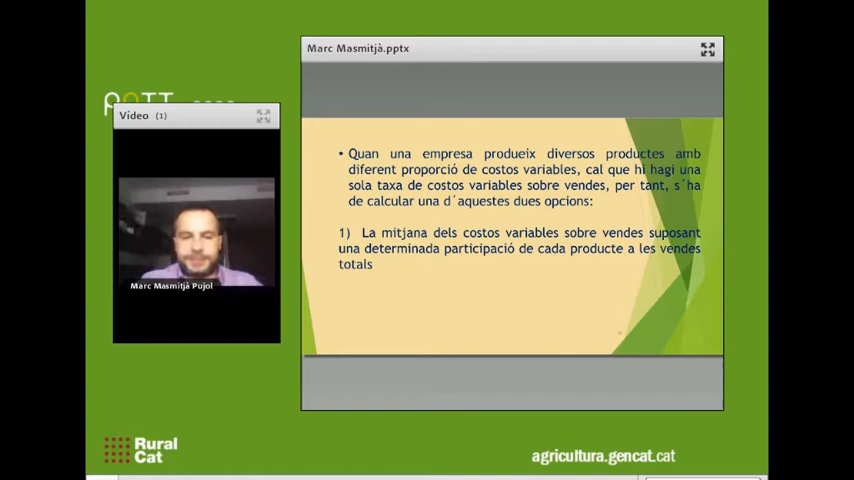 Marc Masmitjà.pptx
Vídeo (1)
• Quan una empresa produeix diversos productes amb
diferent proporció de costos variables, cal que hi hagi una
sola taxa de costos variables sobre vendes, per tant, s´ha
de calcular una d´aquestes dues opcions:
1) La mitjana dels costos variables sobre vendes suposant
una determinada participació de cada producte a les vendes
totals
Marc Masmitjà Pujol
Rural
Cat
agricultura.gencat.cat